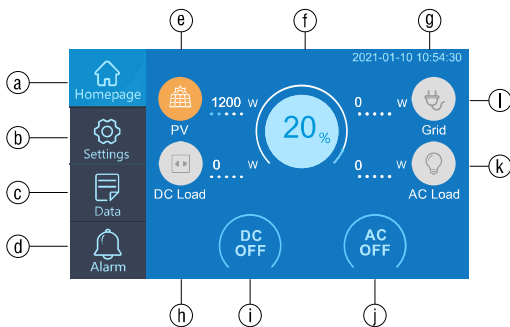 e
f
g
a
Homepage
b
Settings
c
Data
d
Alarm
2021-01-10 10:54:30
1200 W
PV
0 W
DC Load
20%
0 W
Grid
0 W
AC Load
DC
OFF
AC
OFF
l
k
h
i
j